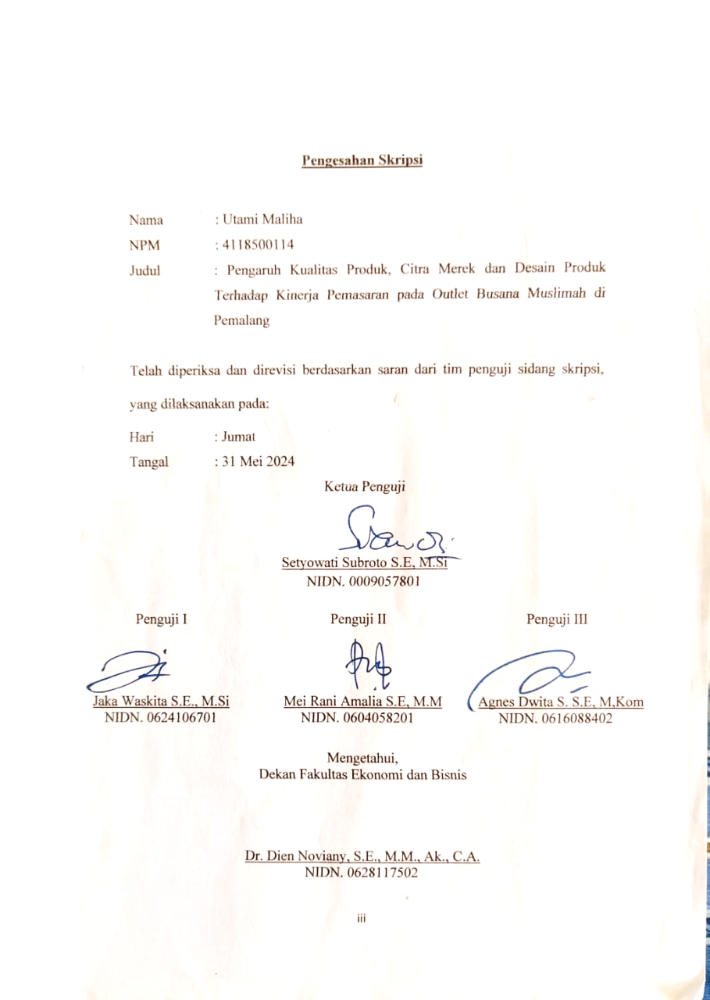 Pengesahan Skripsi
Nama : Utami Maliha
NPM : 4118500114
Judul : Pengaruh Kualitas Produk, Citra Merek dan Desain Produk
Terhadap Kinerja Pemasaran pada Outlet Busana Muslimah di
Pemalang
Telah diperiksa dan direvisi berdasarkan saran dari tim penguji sidang skripsi,
yang dilaksanakan pada:
Hari : Jumat
Tangal : 31 Mei 2024
Ketua Penguji
Setyowati Subroto S.E, M.Si
NIDN. 0009057801
Penguji I Penguji II Penguji III
Jaka Waskita S.E., M.Si Mei Rani Amalia S.E, M.M Agnes Dwita S. S.E, M,Kom
NIDN. 0624106701 NIDN. 0604058201 NIDN. 0616088402
Mengetahui,
Dekan Fakultas Ekonomi dan Bisnis
Dr. Dien Noviany, S.E., M.M., Ak., C.A.
NIDN. 0628117502
iii